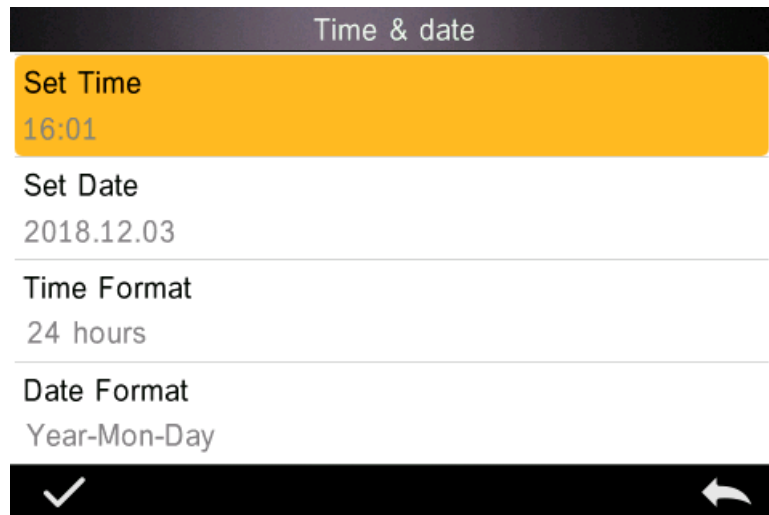 Time & date
Set Time
16:01
Set Date
2018.12.03
Time Format
24 hours
Date Format
Year-Mon-Day